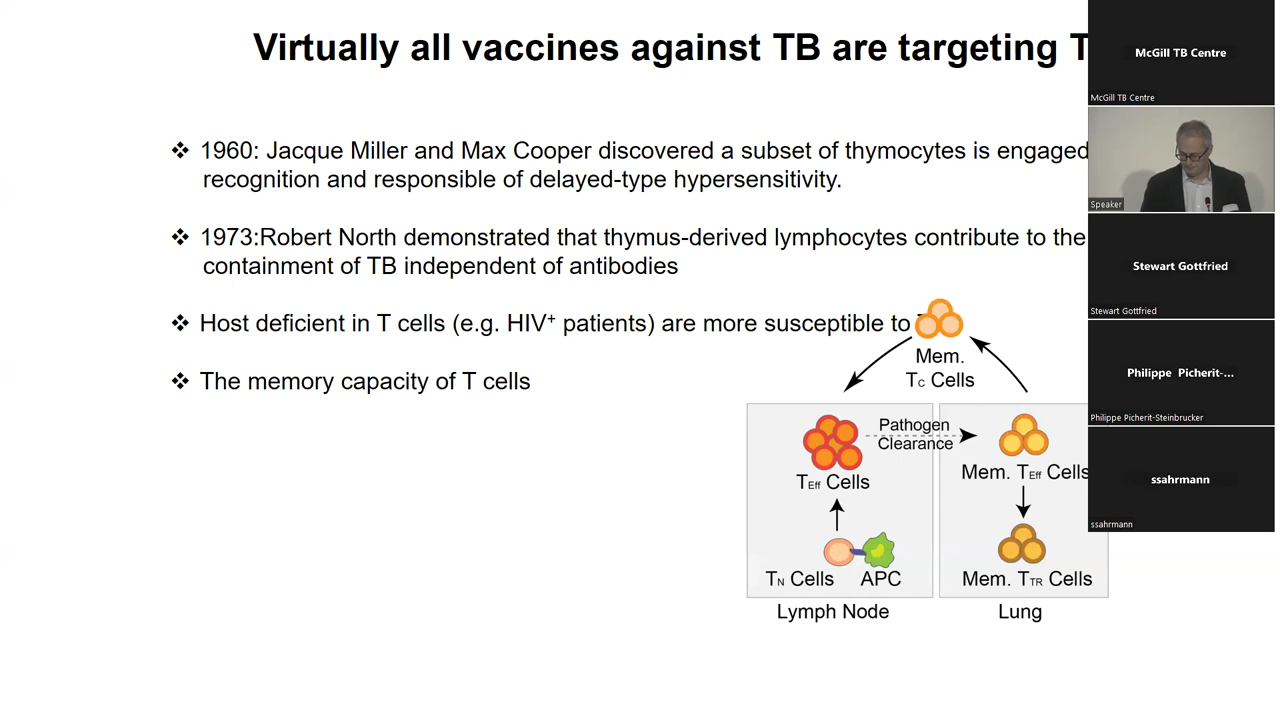 Virtually all vaccines against TB are targeting T
❖ 1960: Jacque Miller and Max Cooper discovered a subset of thymocytes is engaged
recognition and responsible of delayed-type hypersensitivity.
❖ 1973:Robert North demonstrated that thymus-derived lymphocytes contribute to the
containment of TB independent of antibodies
❖ Host deficient in T cells (e.g. HIV⁺ patients) are more susceptible to
❖ The memory capacity of T cells
Mem.
Tc Cells
Pathogen
Clearance
TEff Cells
Mem. TEff Cells
TN Cells
APC
Mem. TTR Cells
Lymph Node
Lung
McGill TB Centre
McGill TB Centre
Speaker
Stewart Gottfried
Stewart Gottfried
Philippe Picherit-...
Philippe Picherit-Steinbrucker
ssahrmann
ssahrmann